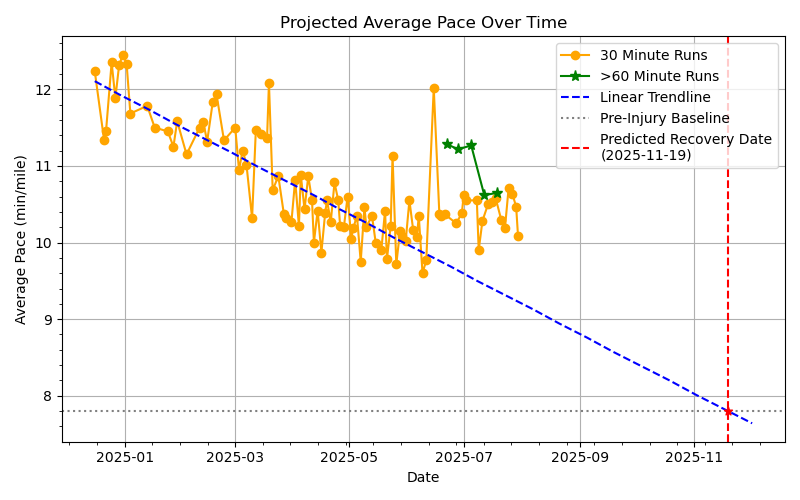 Projected Average Pace Over Time
30 Minute Runs
>60 Minute Runs
Linear Trendline
Pre-Injury Baseline
Predicted Recovery Date
(2025-11-19)
Average Pace (min/mile)
12
11
10
9
8
2025-01
2025-03
2025-05
2025-07
2025-09
2025-11
Date